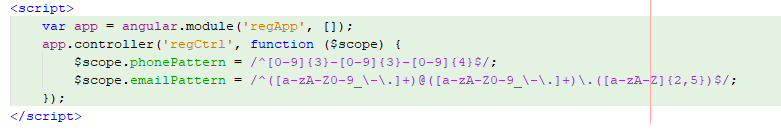 <script>
var app = angular.module('regApp', []);
app.controller('regCtrl', function ($scope) {
$scope.phonePattern = /^[0-9]{3}-[0-9]{3}-[0-9]{4}$/;
$scope.emailPattern = /^([a-zA-Z0-9_\-\.]+)@([a-zA-Z0-9_\-\.]+)\.([a-zA-Z]{2,5})$/;
});
</script>